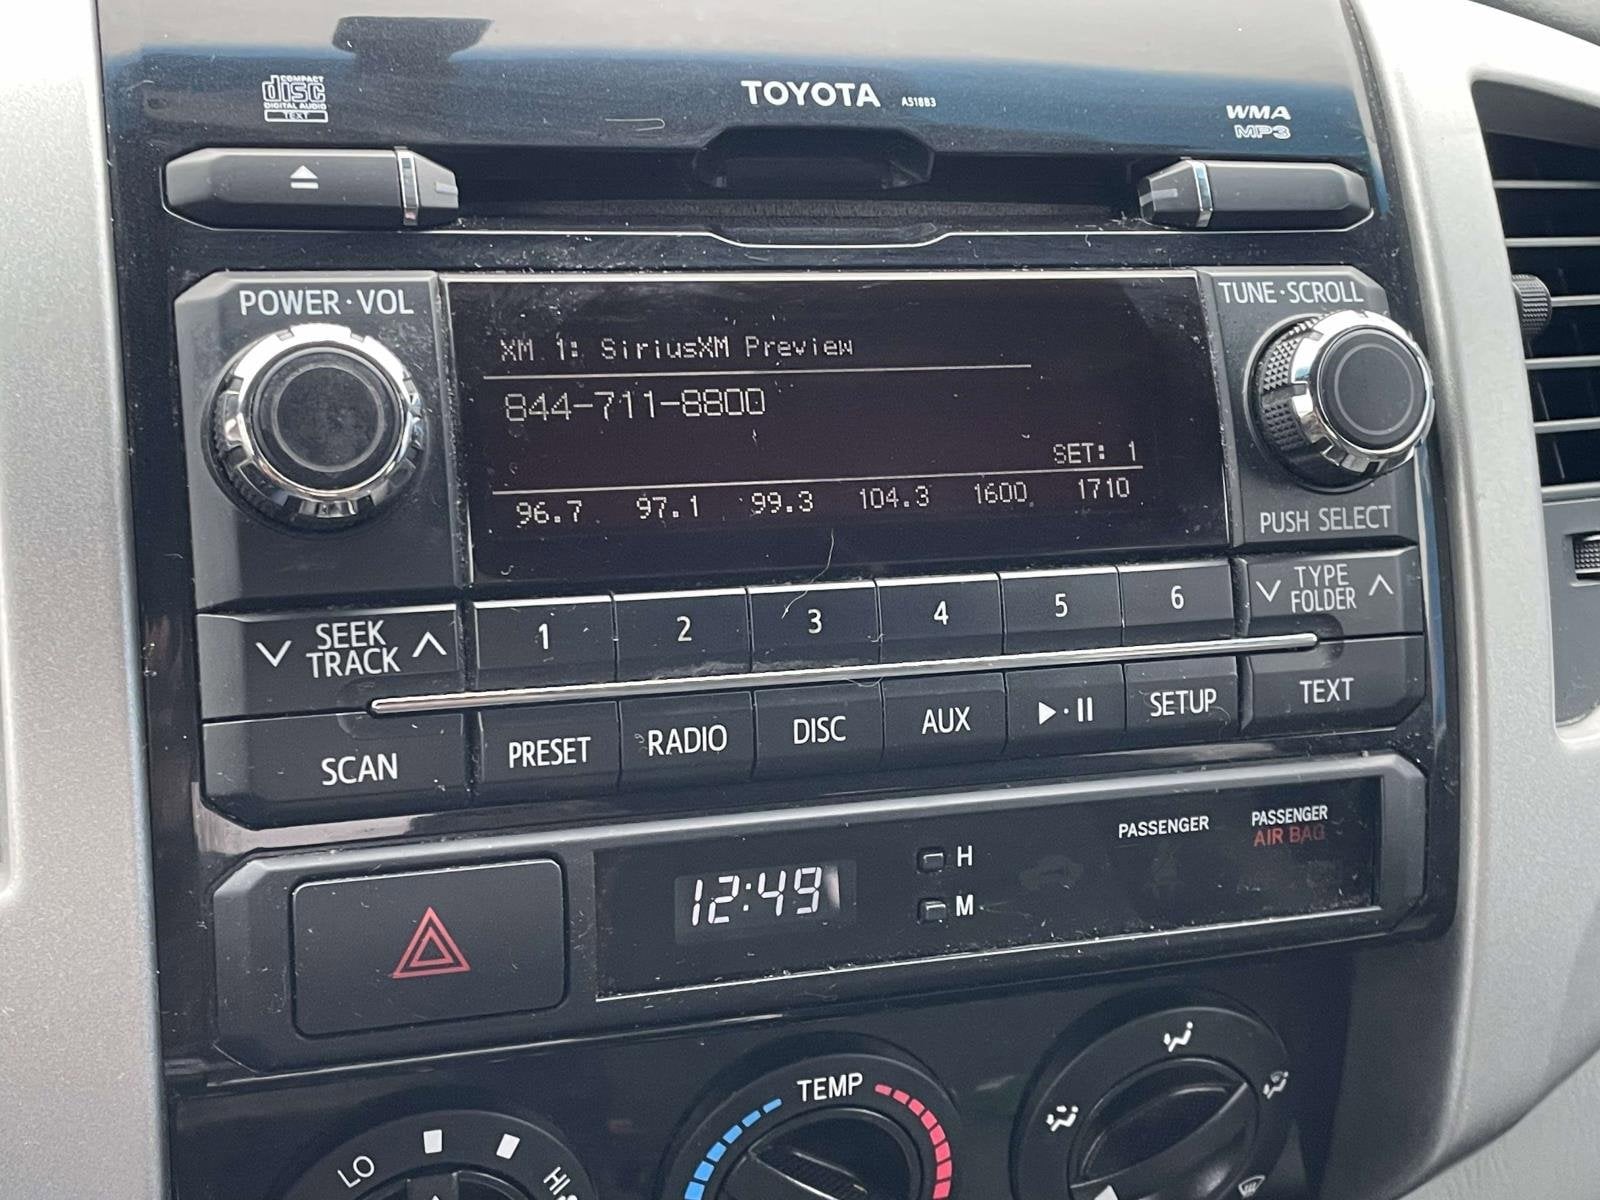 COMPACT
disc
DIGITAL AUDIO
TEXT
TOYOTA A518B3
WMA
MP3
POWER·VOL
TUNE·SCROLL
XM 1: SiriusXM Preview
844-711-8800
SET: 1
96.7 97.1 99.3 104.3 1600 1710
PUSH SELECT
SEEK
TRACK
1 2 3 4 5 6
TYPE
FOLDER
SCAN PRESET RADIO DISC AUX SETUP TEXT
12:49
H
M
PASSENGER
PASSENGER
AIR BAG
TEMP
LO
HI